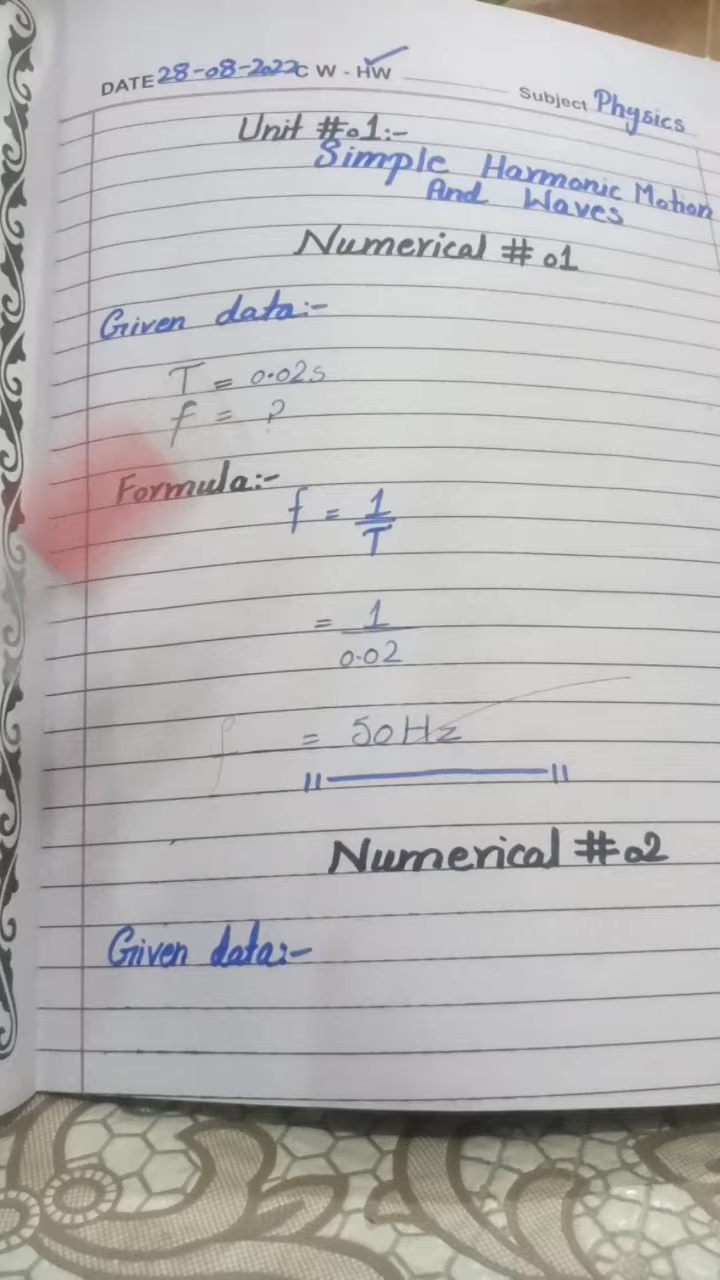 DATE 28-08-2022 C W - HW ✓ Subject Physics
Unit #01:-
Simple Harmonic Motion
And Waves
Numerical # 01
Given data:-
T = 0.02s
f = ?
Formula:-
f = 1/T
= 1/0.02
f = 50Hz
Numerical #02
Given data:-